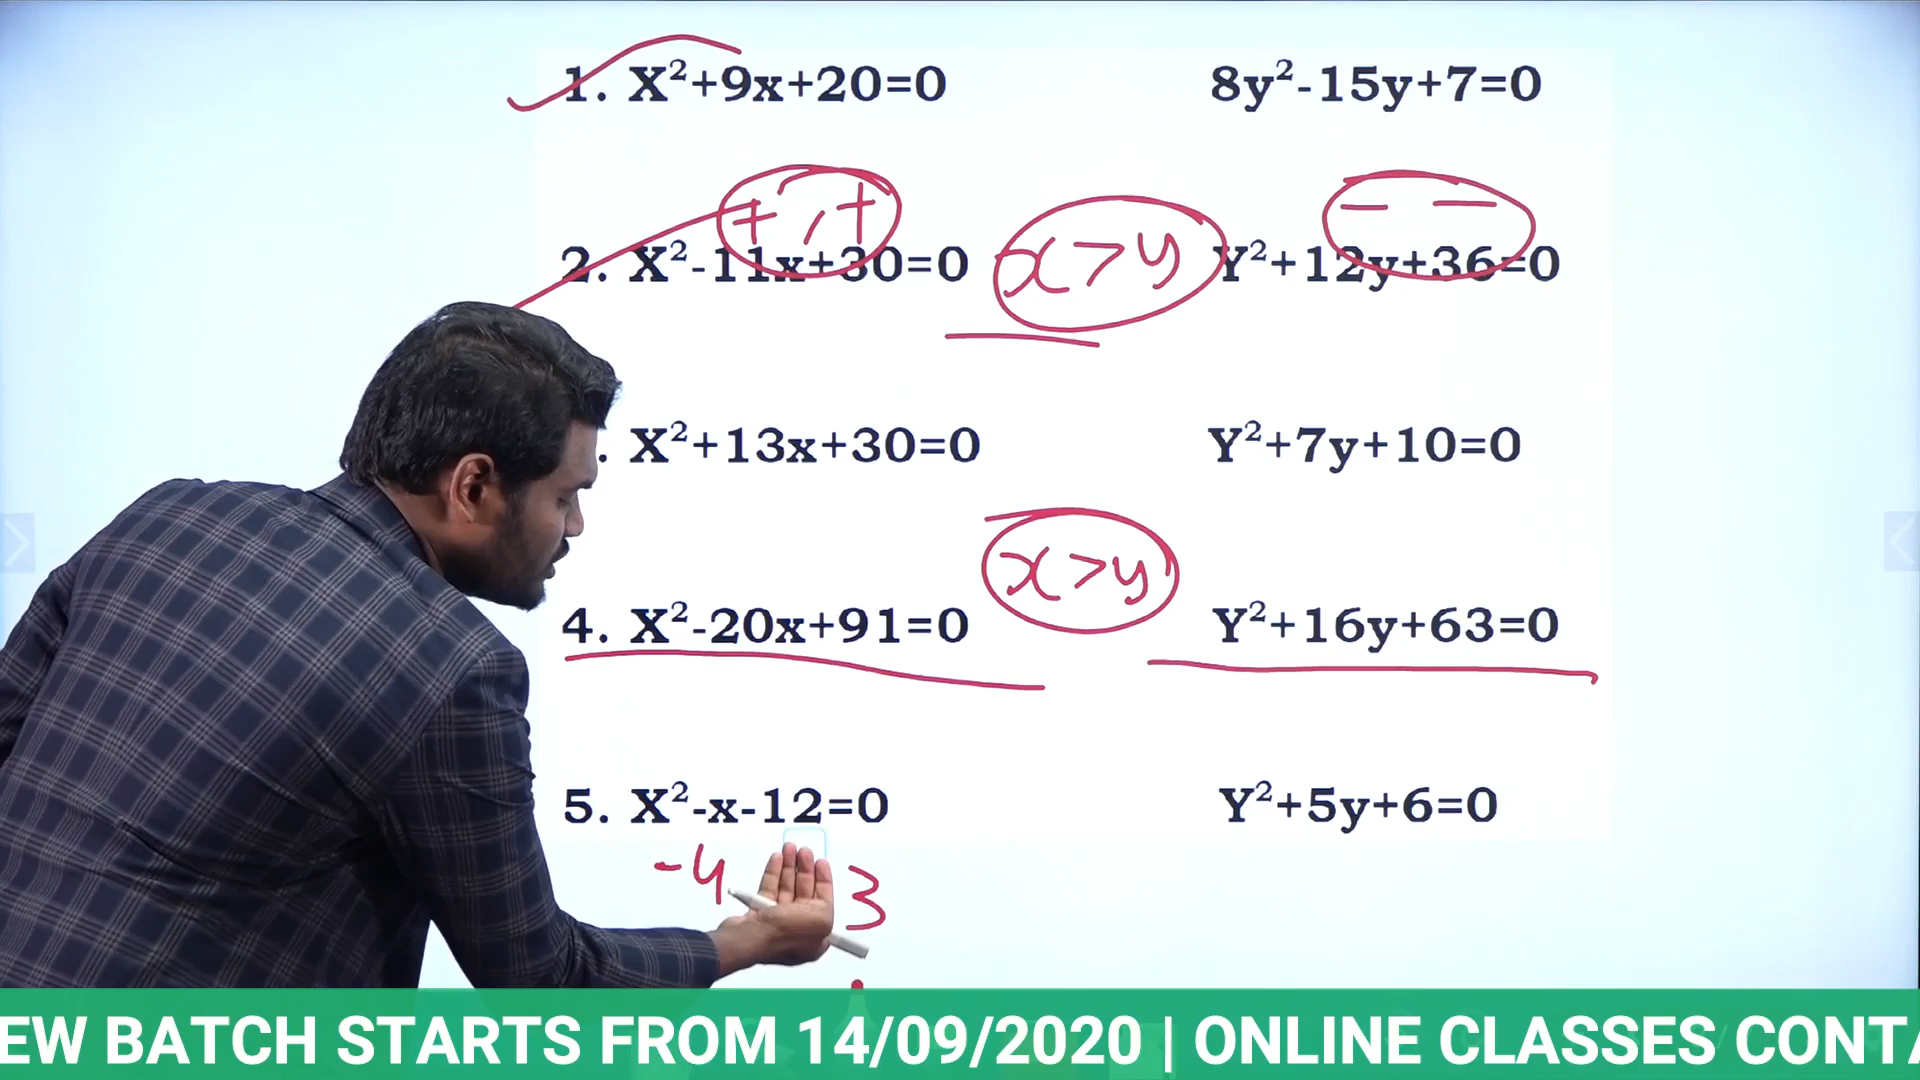 1. X²+9x+20=0 8y²-15y+7=0
+ , + — —
2. X²-11x+30=0 x>y Y²+12y+36=0
. X²+13x+30=0 Y²+7y+10=0
x>y
4. X²-20x+91=0 Y²+16y+63=0
5. X²-x-12=0 Y²+5y+6=0
-4 3
EW BATCH STARTS FROM 14/09/2020 | ONLINE CLASSES CONTA